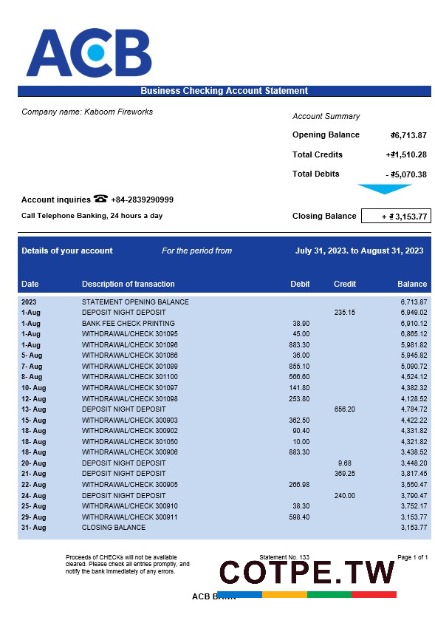 ACB
Business Checking Account Statement
Company name: Kaboom Fireworks
Account Summary
Opening Balance ₫6,713.87
Total Credits +₫1,510.28
Total Debits - ₫5,070.38
Account inquiries ☎ +84-2839290999
Call Telephone Banking, 24 hours a day
Closing Balance + ₫ 3,153.77
Details of your account For the period from July 31, 2023. to August 31, 2023
Date Description of transaction Debit Credit Balance
2023 STATEMENT OPENING BALANCE 6,713.87
1-Aug DEPOSIT NIGHT DEPOSIT 235.15 6,949.02
1-Aug BANK FEE CHECK PRINTING 38.90 6,910.12
1-Aug WITHDRAWAL/CHECK 301095 45.00 6,865.12
1-Aug WITHDRAWAL/CHECK 301096 883.30 5,981.82
5- Aug WITHDRAWAL/CHECK 301066 36.00 5,945.82
7- Aug WITHDRAWAL/CHECK 301099 855.10 5,090.72
8- Aug WITHDRAWAL/CHECK 301100 566.60 4,524.12
10- Aug WITHDRAWAL/CHECK 301097 141.80 4,382.32
12- Aug WITHDRAWAL/CHECK 301098 253.80 4,128.52
13- Aug DEPOSIT NIGHT DEPOSIT 656.20 4,784.72
15- Aug WITHDRAWAL/CHECK 300903 362.50 4,422.22
18- Aug WITHDRAWAL/CHECK 300902 90.40 4,331.82
18- Aug WITHDRAWAL/CHECK 301050 10.00 4,321.82
18- Aug WITHDRAWAL/CHECK 300906 883.30 3,438.52
20- Aug DEPOSIT NIGHT DEPOSIT 9.68 3,448.20
21- Aug DEPOSIT NIGHT DEPOSIT 369.25 3,817.45
22- Aug WITHDRAWAL/CHECK 300905 266.98 3,550.47
24- Aug DEPOSIT NIGHT DEPOSIT 240.00 3,790.47
25- Aug WITHDRAWAL/CHECK 300910 38.30 3,752.17
29- Aug WITHDRAWAL/CHECK 300911 598.40 3,153.77
31- Aug CLOSING BALANCE 3,153.77
Proceeds of CHECKs will not be available
cleared. Please check all entries promptly, and
notify the bank immediately of any errors.
Statement No. 133
Page 1 of 1
COTPE.TW
ACB BANK